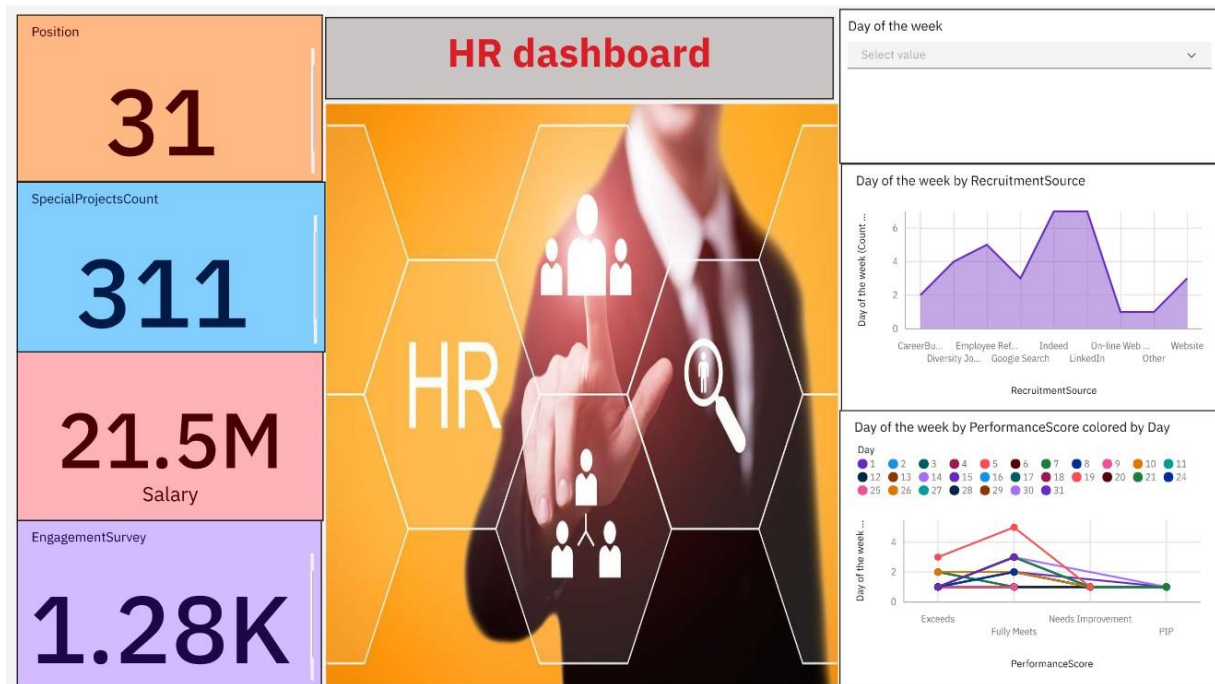 Position
31
SpecialProjectsCount
311
21.5M
Salary
EngagementSurvey
1.28K
HR dashboard
HR
Day of the week
Select value
Day of the week by RecruitmentSource
Day of the week (Count ...
6
4
2
0
CareerBu... Employee Ref... Indeed On-line Web ... Website
Diversity Jo... Google Search LinkedIn Other
RecruitmentSource
Day of the week by PerformanceScore colored by Day
Day
1 2 3 4 5 6 7 8 9 10 11
12 13 14 15 16 17 18 19 20 21 24
25 26 27 28 29 30 31
Day of the week ...
4
2
0
Exceeds Needs Improvement
Fully Meets PIP
PerformanceScore